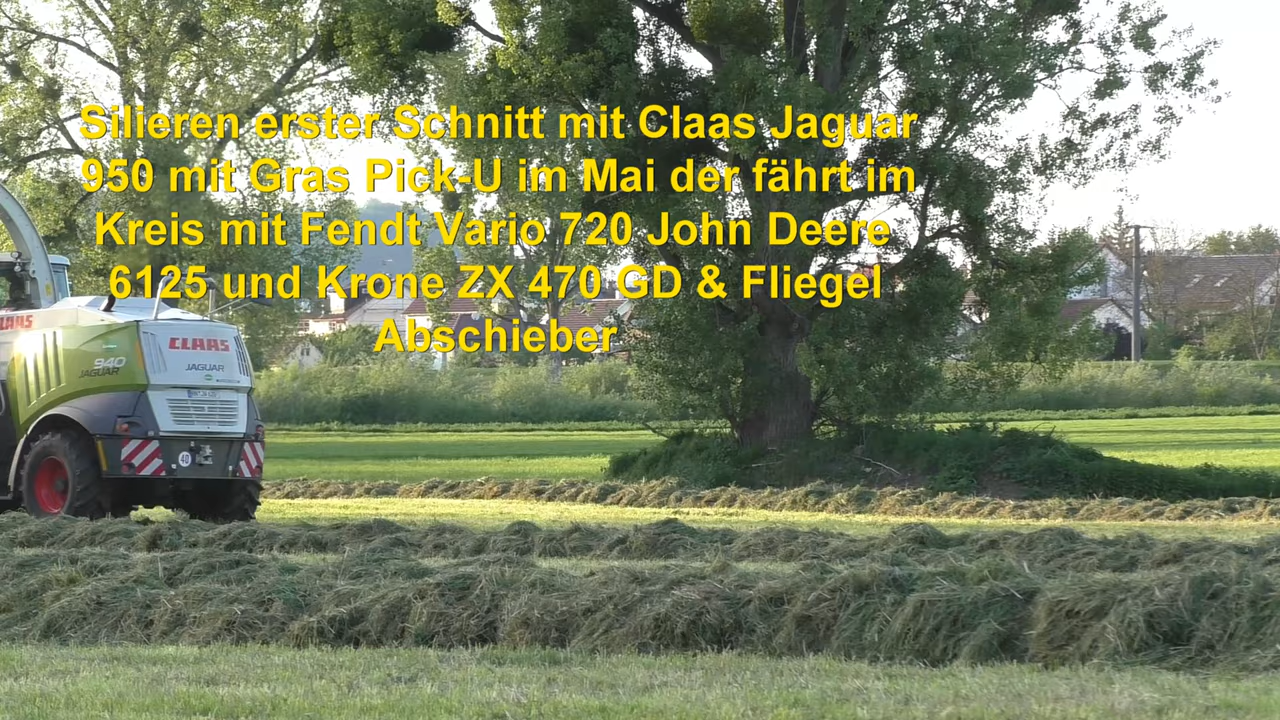 Silieren erster Schnitt mit Claas Jaguar
950 mit Gras Pick-U im Mai der fährt im
Kreis mit Fendt Vario 720 John Deere
6125 und Krone ZX 470 GD & Fliegel
Abschieber
CLAAS
CLAAS
JAGUAR
940
JAGUAR
40